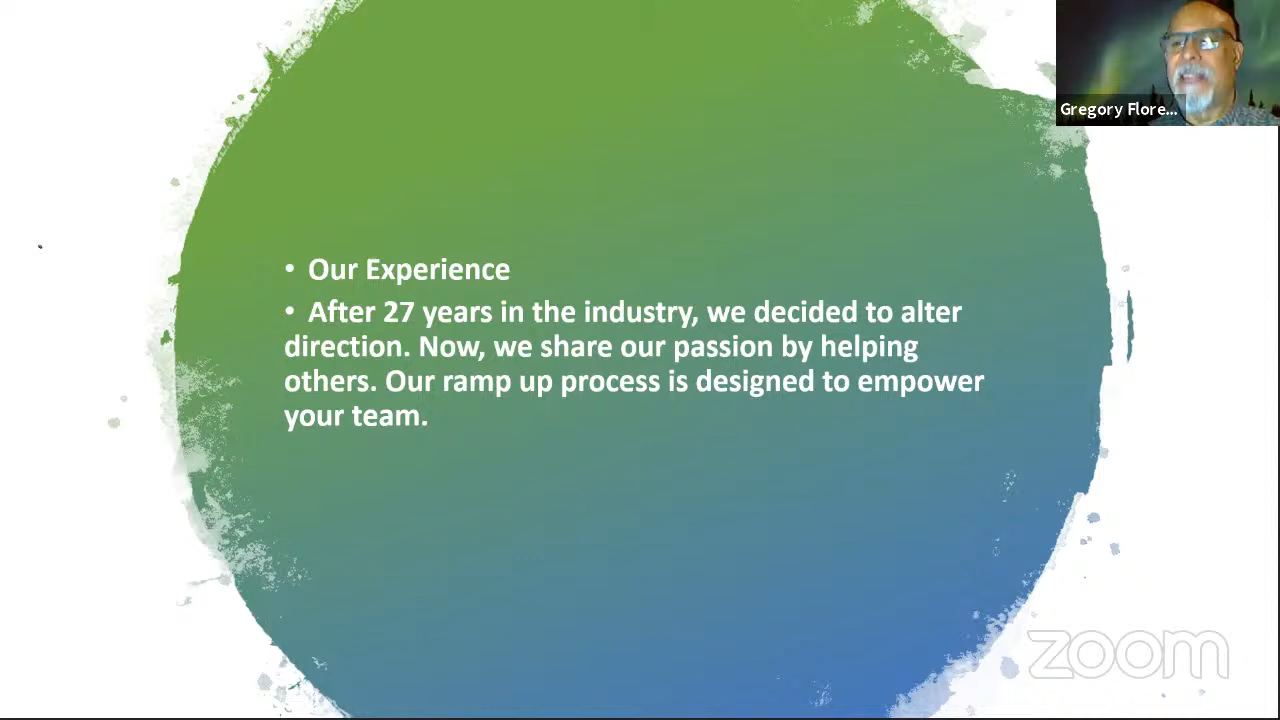 Gregory Flore...
• Our Experience
• After 27 years in the industry, we decided to alter
direction. Now, we share our passion by helping
others. Our ramp up process is designed to empower
your team.
zoom